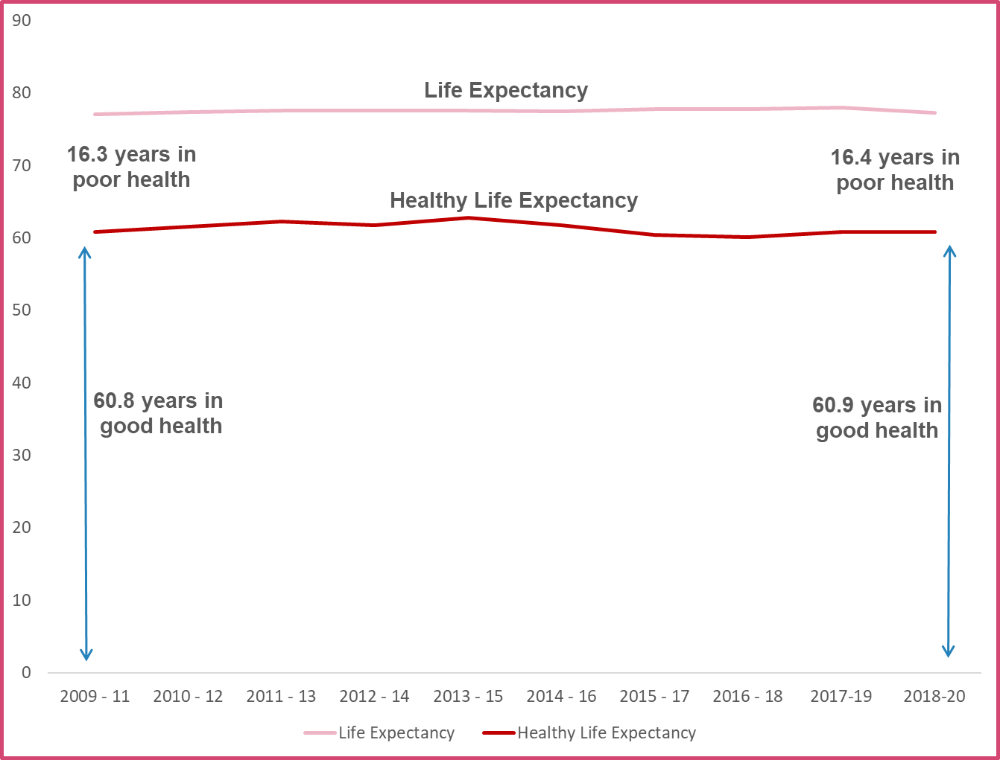 90
80
70
60
50
40
30
20
10
0
Life Expectancy
16.3 years in
poor health
16.4 years in
poor health
Healthy Life Expectancy
60.8 years in
good health
60.9 years in
good health
2009 - 11
2010 - 12
2011 - 13
2012 - 14
2013 - 15
2014 - 16
2015 - 17
2016 - 18
2017-19
2018-20
Life Expectancy
Healthy Life Expectancy